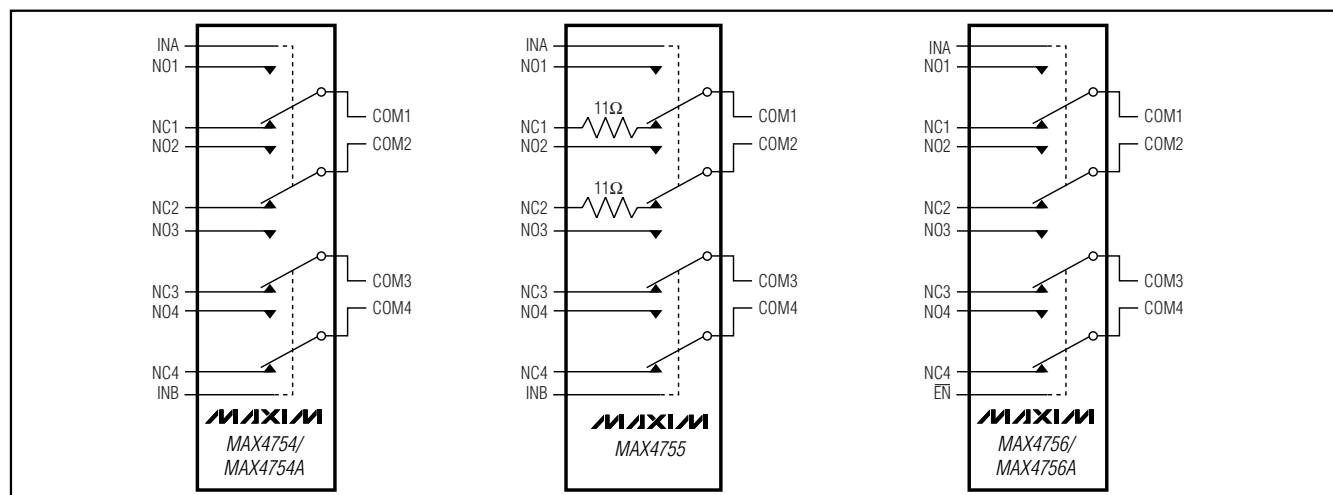 INA
NO1
NC1
NO2
NC2
NO3
NC3
NO4
NC4
INB
COM1
COM2
COM3
COM4
MAXIM
MAX4754/
MAX4754A
INA
NO1
11Ω
NC1
NO2
11Ω
NC2
NO3
NC3
NO4
NC4
INB
COM1
COM2
COM3
COM4
MAXIM
MAX4755
INA
NO1
NC1
NO2
NC2
NO3
NC3
NO4
NC4
E̅N̅
COM1
COM2
COM3
COM4
MAXIM
MAX4756/
MAX4756A